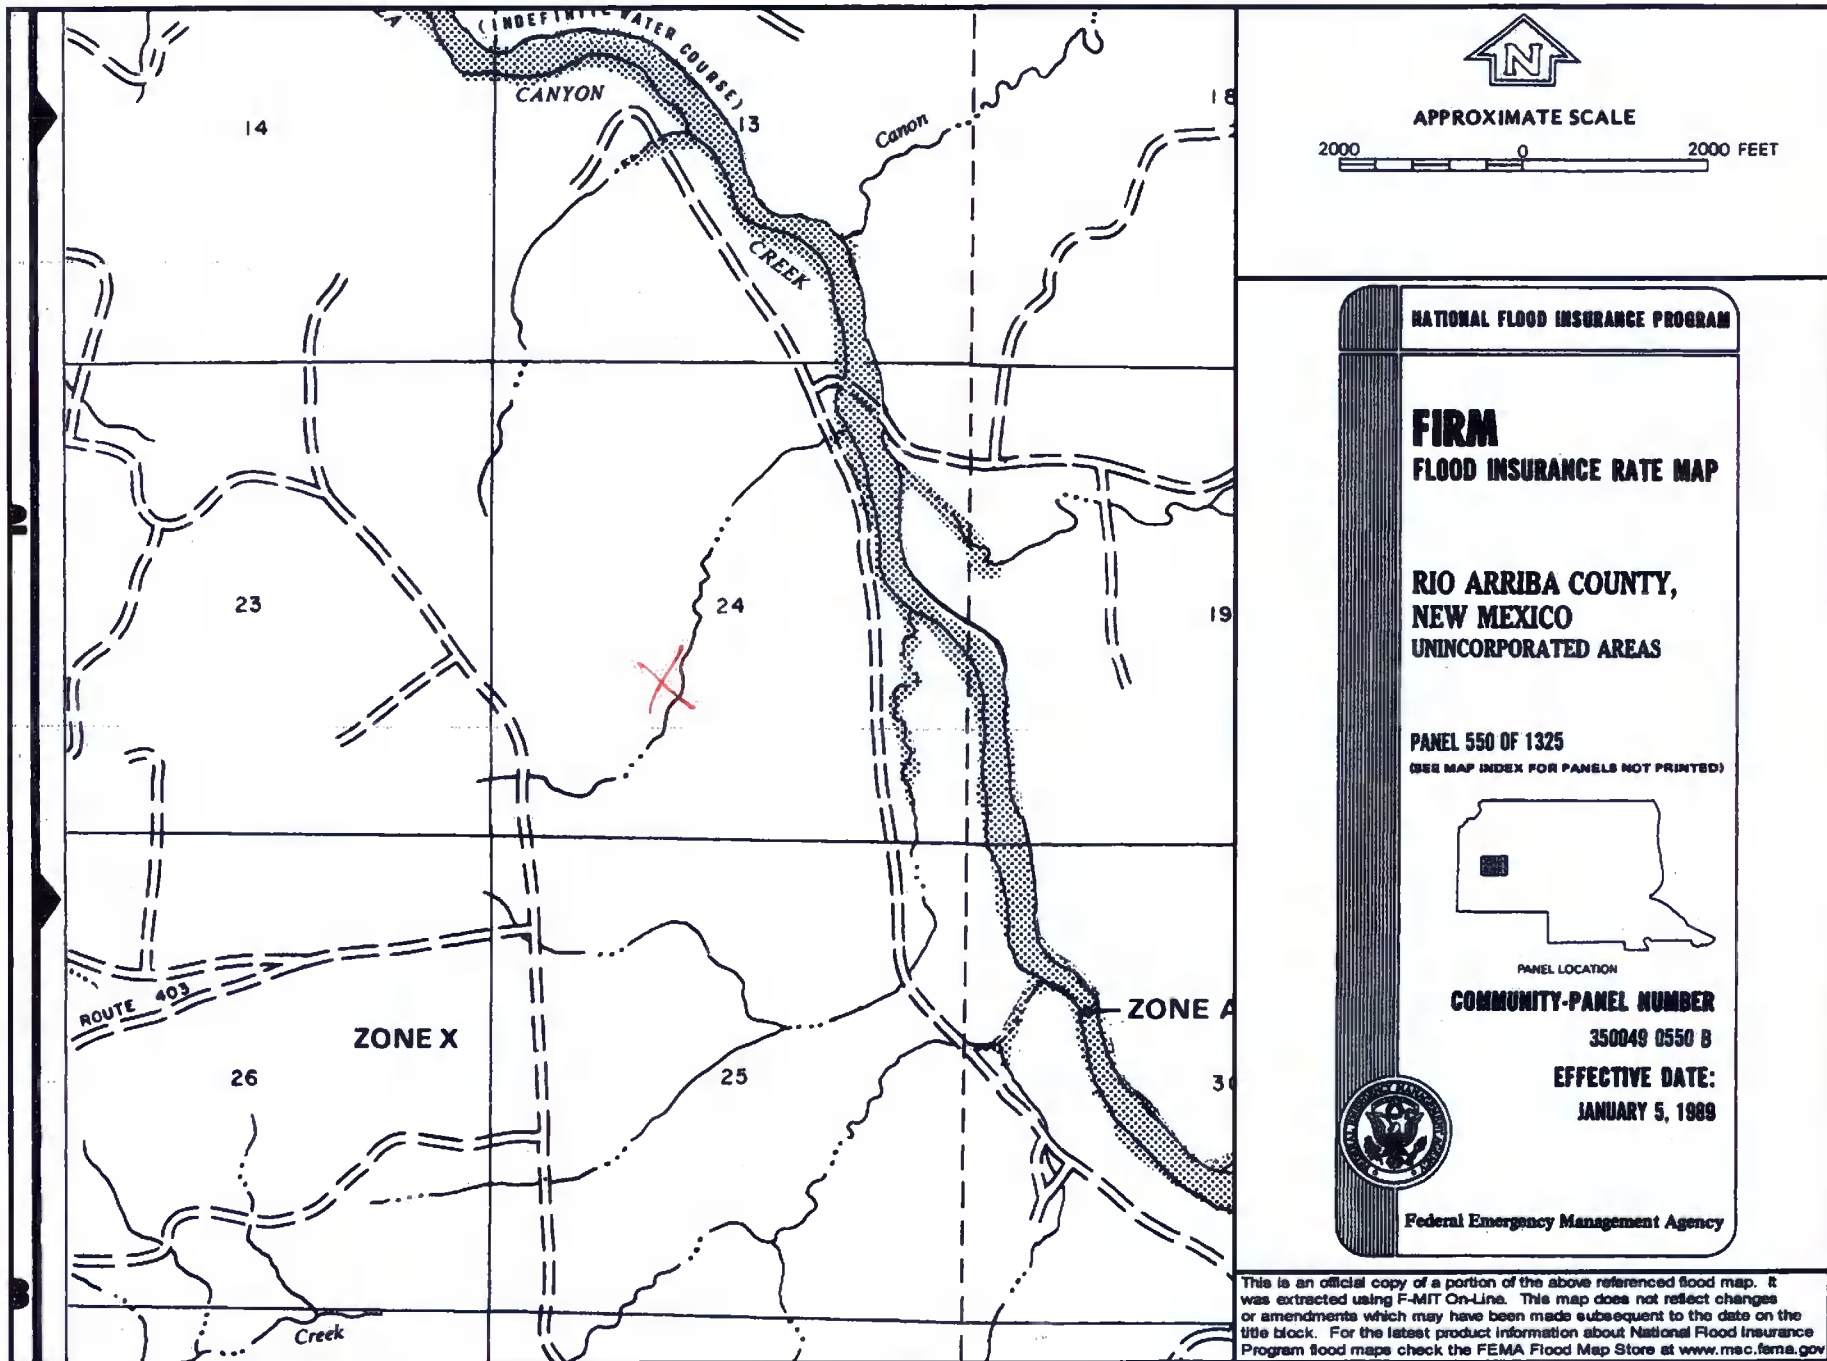 (INDEFINITE WATER COURSE)
CANYON
14
13
Canon
18
CREEK
23
24
19
ROUTE 403
ZONE X
ZONE A
26
25
Creek
N
APPROXIMATE SCALE
2000 0 2000 FEET
NATIONAL FLOOD INSURANCE PROGRAM
FIRM
FLOOD INSURANCE RATE MAP
RIO ARRIBA COUNTY,
NEW MEXICO
UNINCORPORATED AREAS
PANEL 550 OF 1325
(SEE MAP INDEX FOR PANELS NOT PRINTED)
PANEL LOCATION
COMMUNITY-PANEL NUMBER
350049 0550 B
EFFECTIVE DATE:
JANUARY 5, 1989
FEDERAL EMERGENCY MANAGEMENT AGENCY
Federal Emergency Management Agency
This is an official copy of a portion of the above referenced flood map. It
was extracted using F-MIT On-Line. This map does not reflect changes
or amendments which may have been made subsequent to the date on the
title block. For the latest product information about National Flood Insurance
Program flood maps check the FEMA Flood Map Store at www.msc.fema.gov